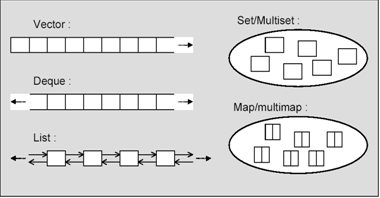 Vector :
Deque :
List :
Set/Multiset :
Map/multimap :